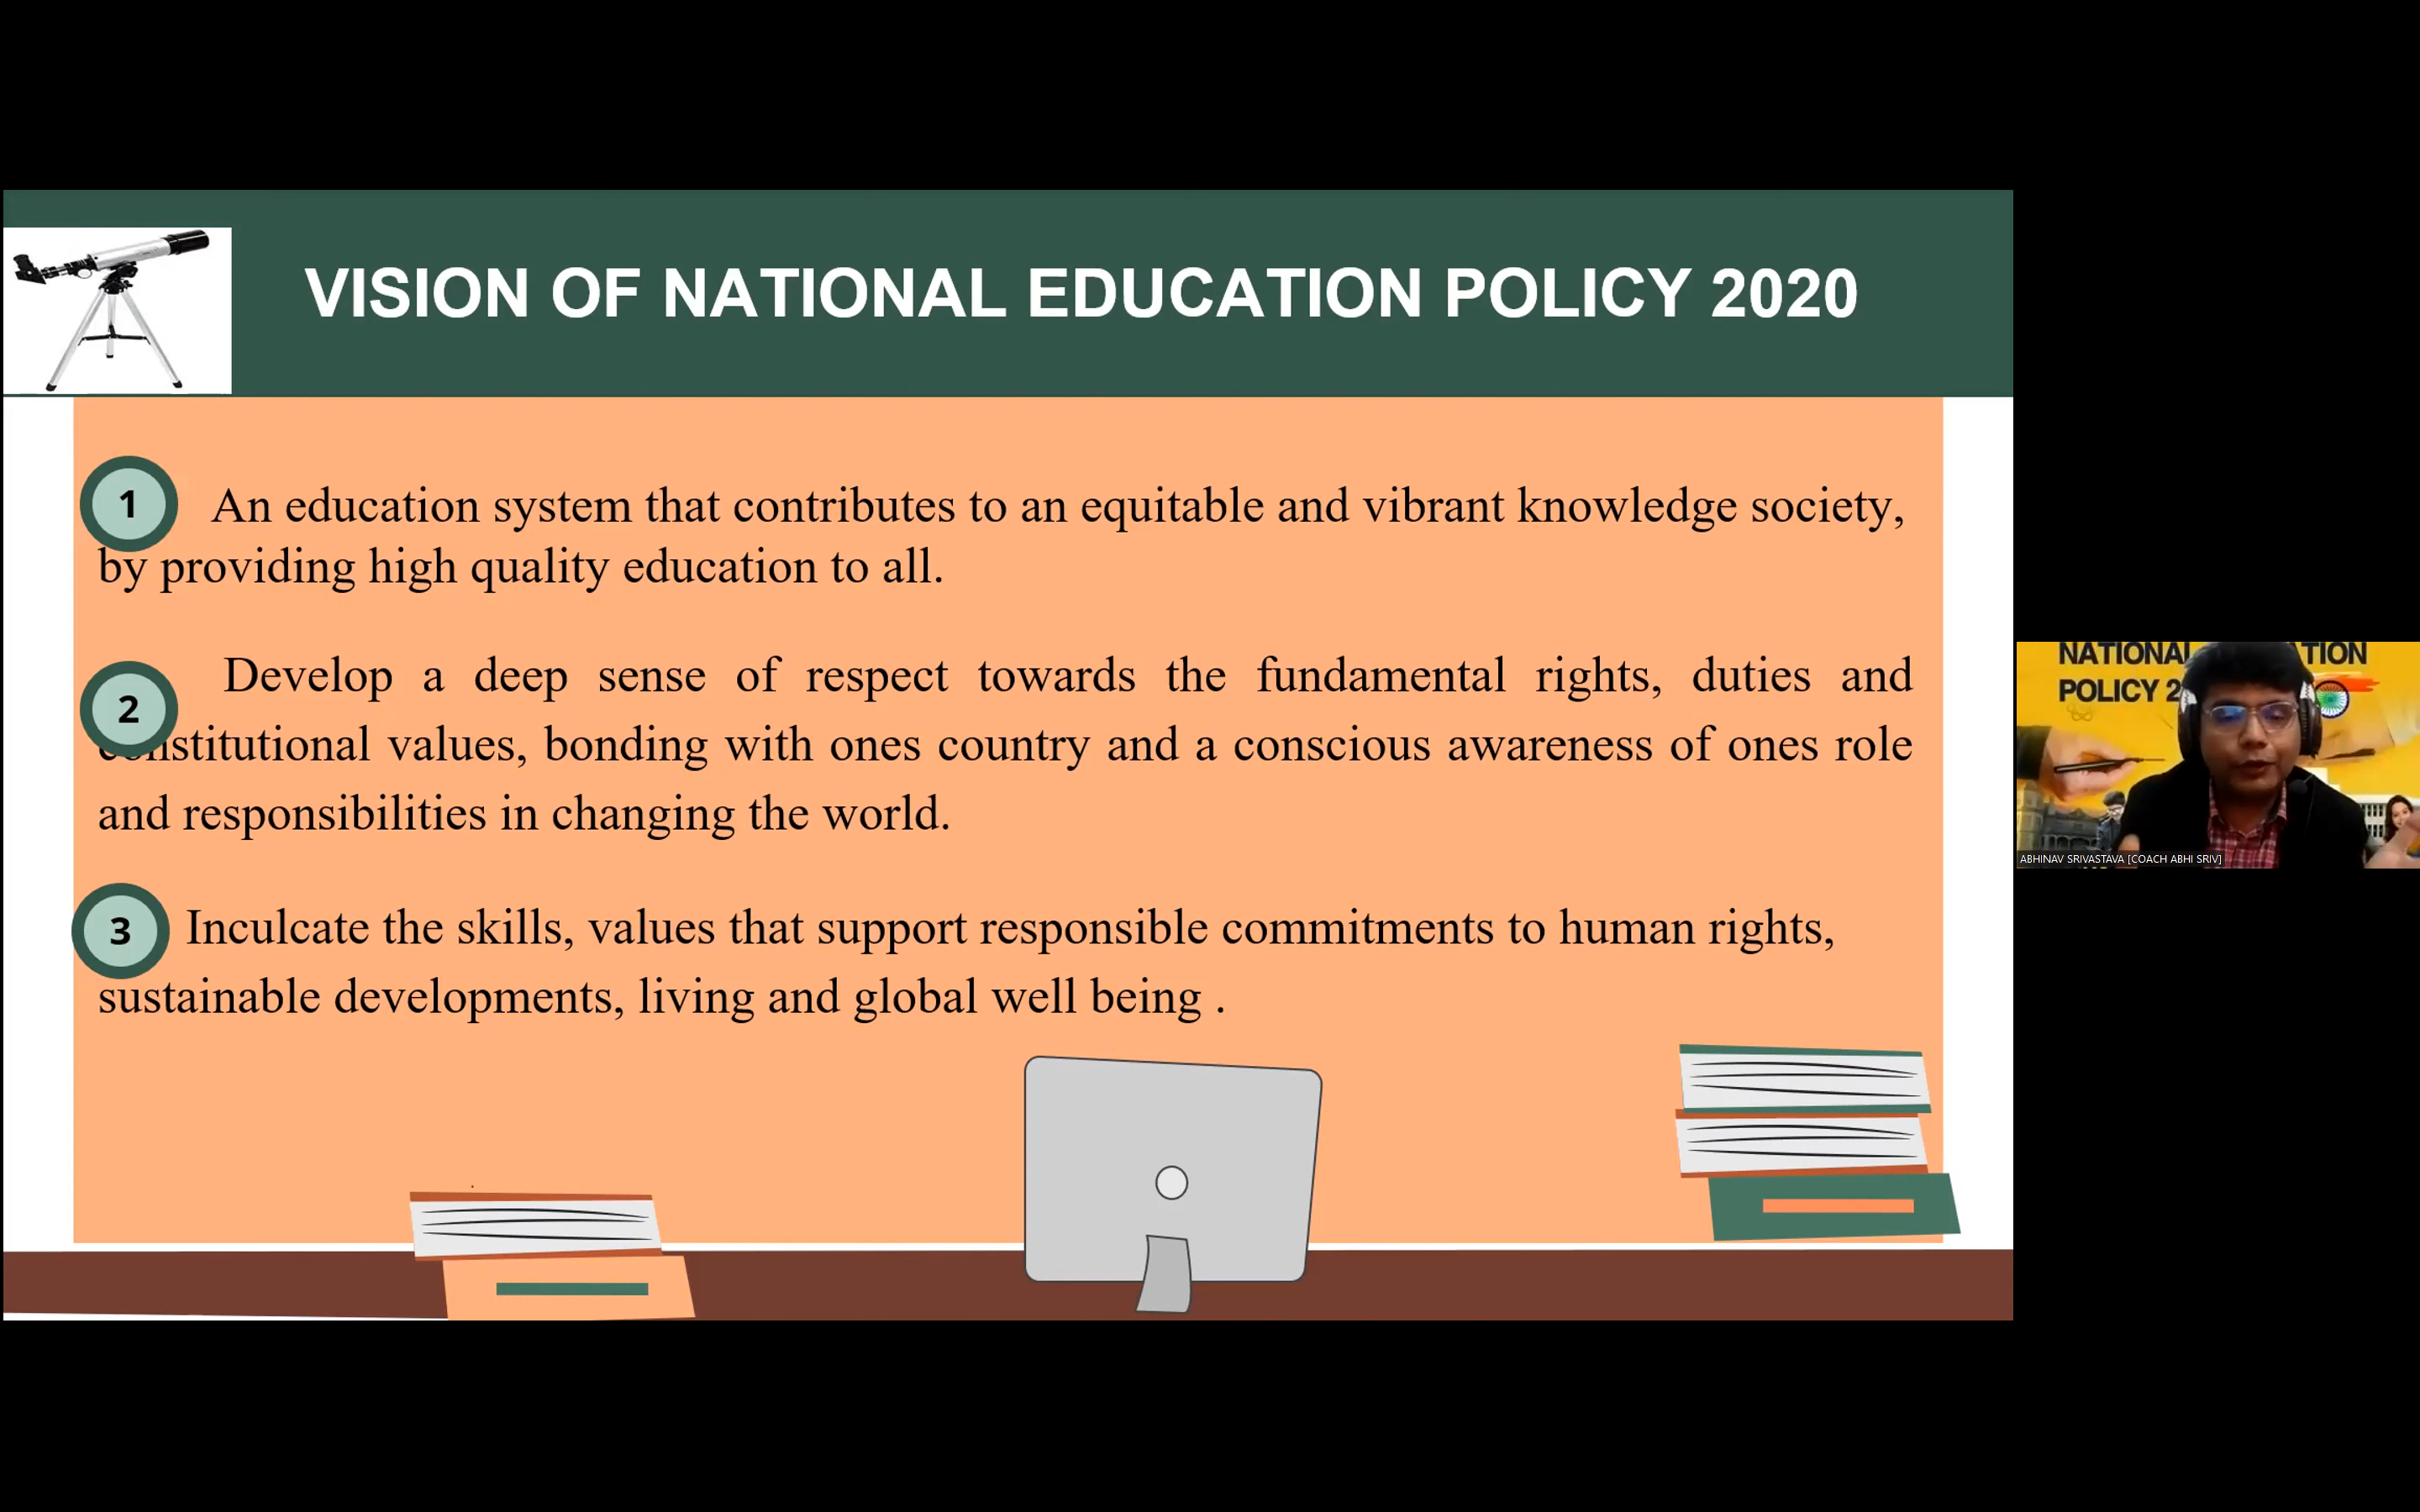 VISION OF NATIONAL EDUCATION POLICY 2020
1 An education system that contributes to an equitable and vibrant knowledge society,
by providing high quality education to all.
2 Develop a deep sense of respect towards the fundamental rights, duties and
constitutional values, bonding with ones country and a conscious awareness of ones role
and responsibilities in changing the world.
3 Inculcate the skills, values that support responsible commitments to human rights,
sustainable developments, living and global well being .
NATIONAL TION
POLICY 2
ABHINAV SRIVASTAVA [COACH ABHI SRIV]